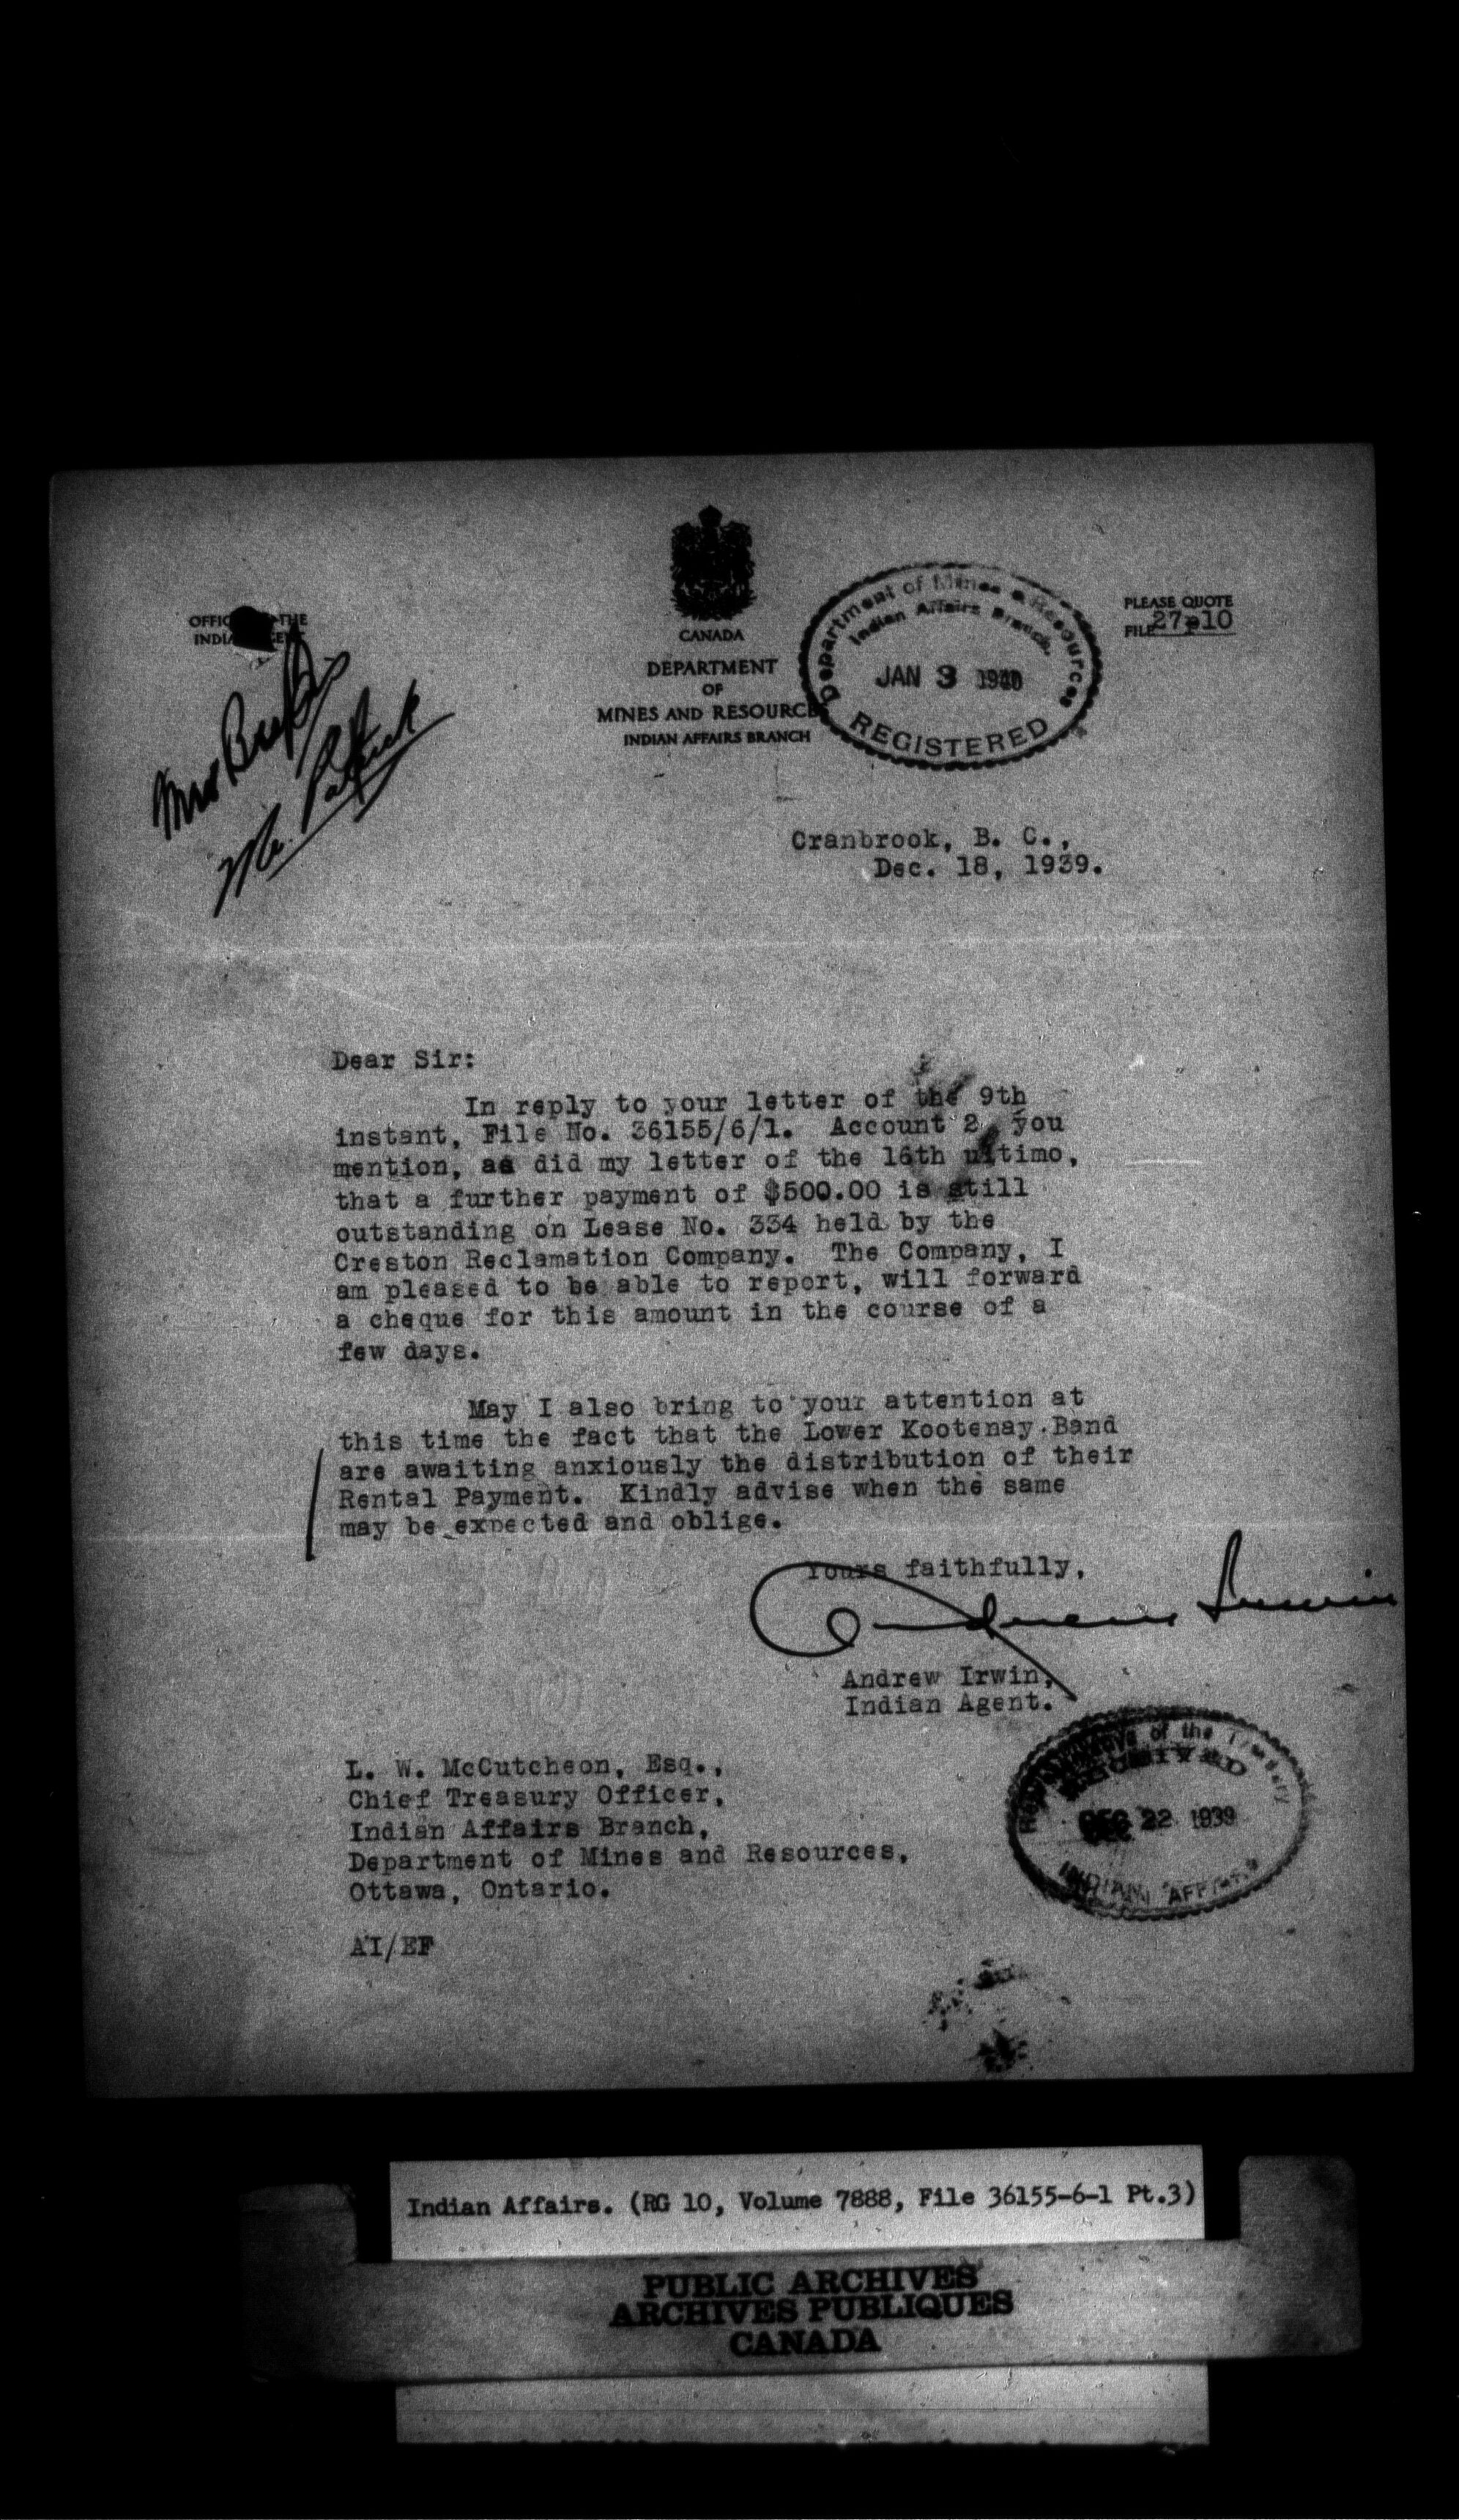 OFFICE OF THE
INDIAN AGENT
CANADA
DEPARTMENT
OF
MINES AND RESOURCES
INDIAN AFFAIRS BRANCH
Department of Mines & Resources
Indian Affairs Branch.
JAN 3 1940
REGISTERED
PLEASE QUOTE
FILE 27-10
Mr. Patrick
Cranbrook, B. C.,
Dec. 18, 1939.
Dear Sir:
In reply to your letter of the 9th
instant, File No. 36155/6/1. Account 2, you
mention, as did my letter of the 16th ultimo,
that a further payment of $500.00 is still
outstanding on Lease No. 334 held by the
Creston Reclamation Company. The Company, I
am pleased to be able to report, will forward
a cheque for this amount in the course of a
few days.
May I also bring to your attention at
this time the fact that the Lower Kootenay Band
are awaiting anxiously the distribution of their
Rental Payment. Kindly advise when the same
may be expected and oblige.
Yours faithfully,
Andrew Irwin
Andrew Irwin,
Indian Agent.
Representative of the Treasury
RECEIVED
DEC 22 1939
INDIAN AFFAIRS
L. W. McCutcheon, Esq.,
Chief Treasury Officer,
Indian Affairs Branch,
Department of Mines and Resources,
Ottawa, Ontario.
AI/EF
Indian Affairs. (RG 10, Volume 7888, File 36155-6-1 Pt.3)
PUBLIC ARCHIVES
ARCHIVES PUBLIQUES
CANADA